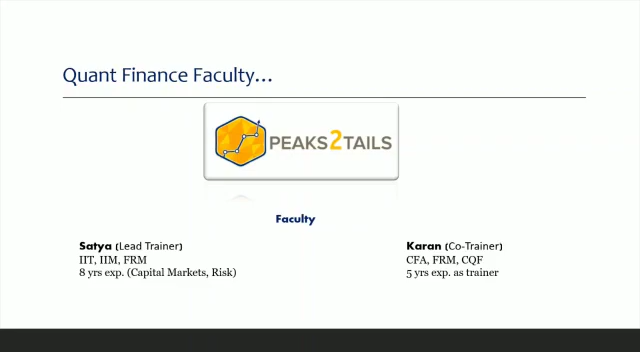 Quant Finance Faculty...
PEAKS2TAILS
Faculty
Satya (Lead Trainer)
IIT, IIM, FRM
8 yrs exp. (Capital Markets, Risk)
Karan (Co-Trainer)
CFA, FRM, CQF
5 yrs exp. as trainer